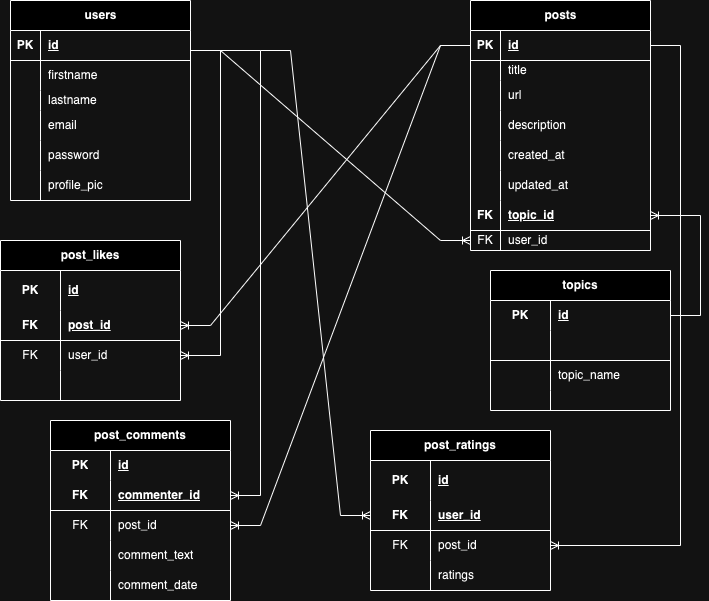 users
PK id
firstname
lastname
email
password
profile_pic
posts
PK id
title
url
description
created_at
updated_at
FK topic_id
FK user_id
post_likes
PK id
FK post_id
FK user_id
topics
PK id
topic_name
post_comments
PK id
FK commenter_id
FK post_id
comment_text
comment_date
post_ratings
PK id
FK user_id
FK post_id
ratings